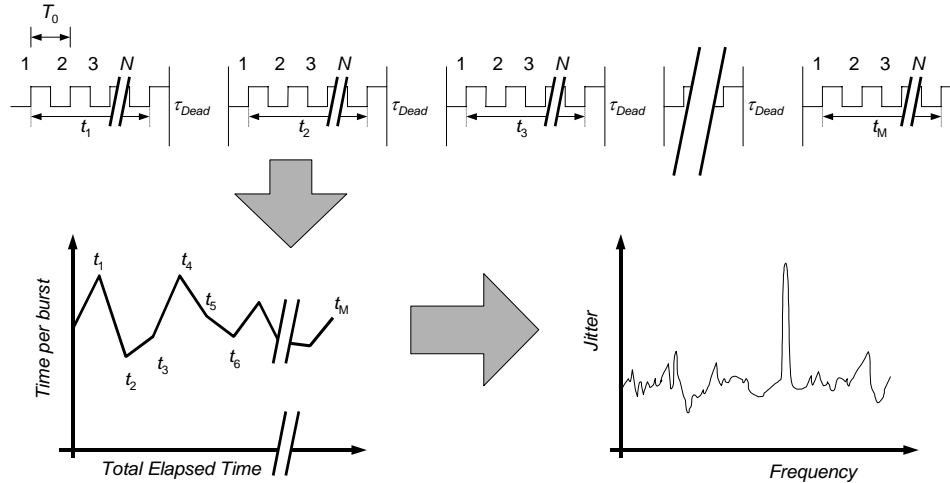 T0
1 2 3 N
1 2 3 N
1 2 3 N
1 2 3 N
τDead
τDead
τDead
τDead
t1
t2
t3
tM
Time per burst
t1
t2
t3
t4
t5
t6
tM
Total Elapsed Time
Jitter
Frequency